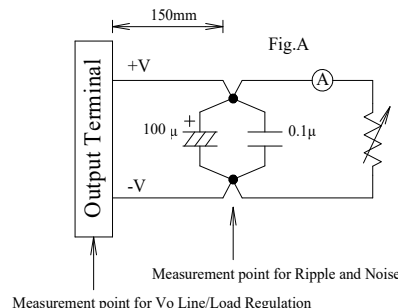 150mm
Fig.A
Output Terminal
+V
A
+
100 μ
0.1μ
-V
Measurement point for Ripple and Noise
Measurement point for Vo Line/Load Regulation